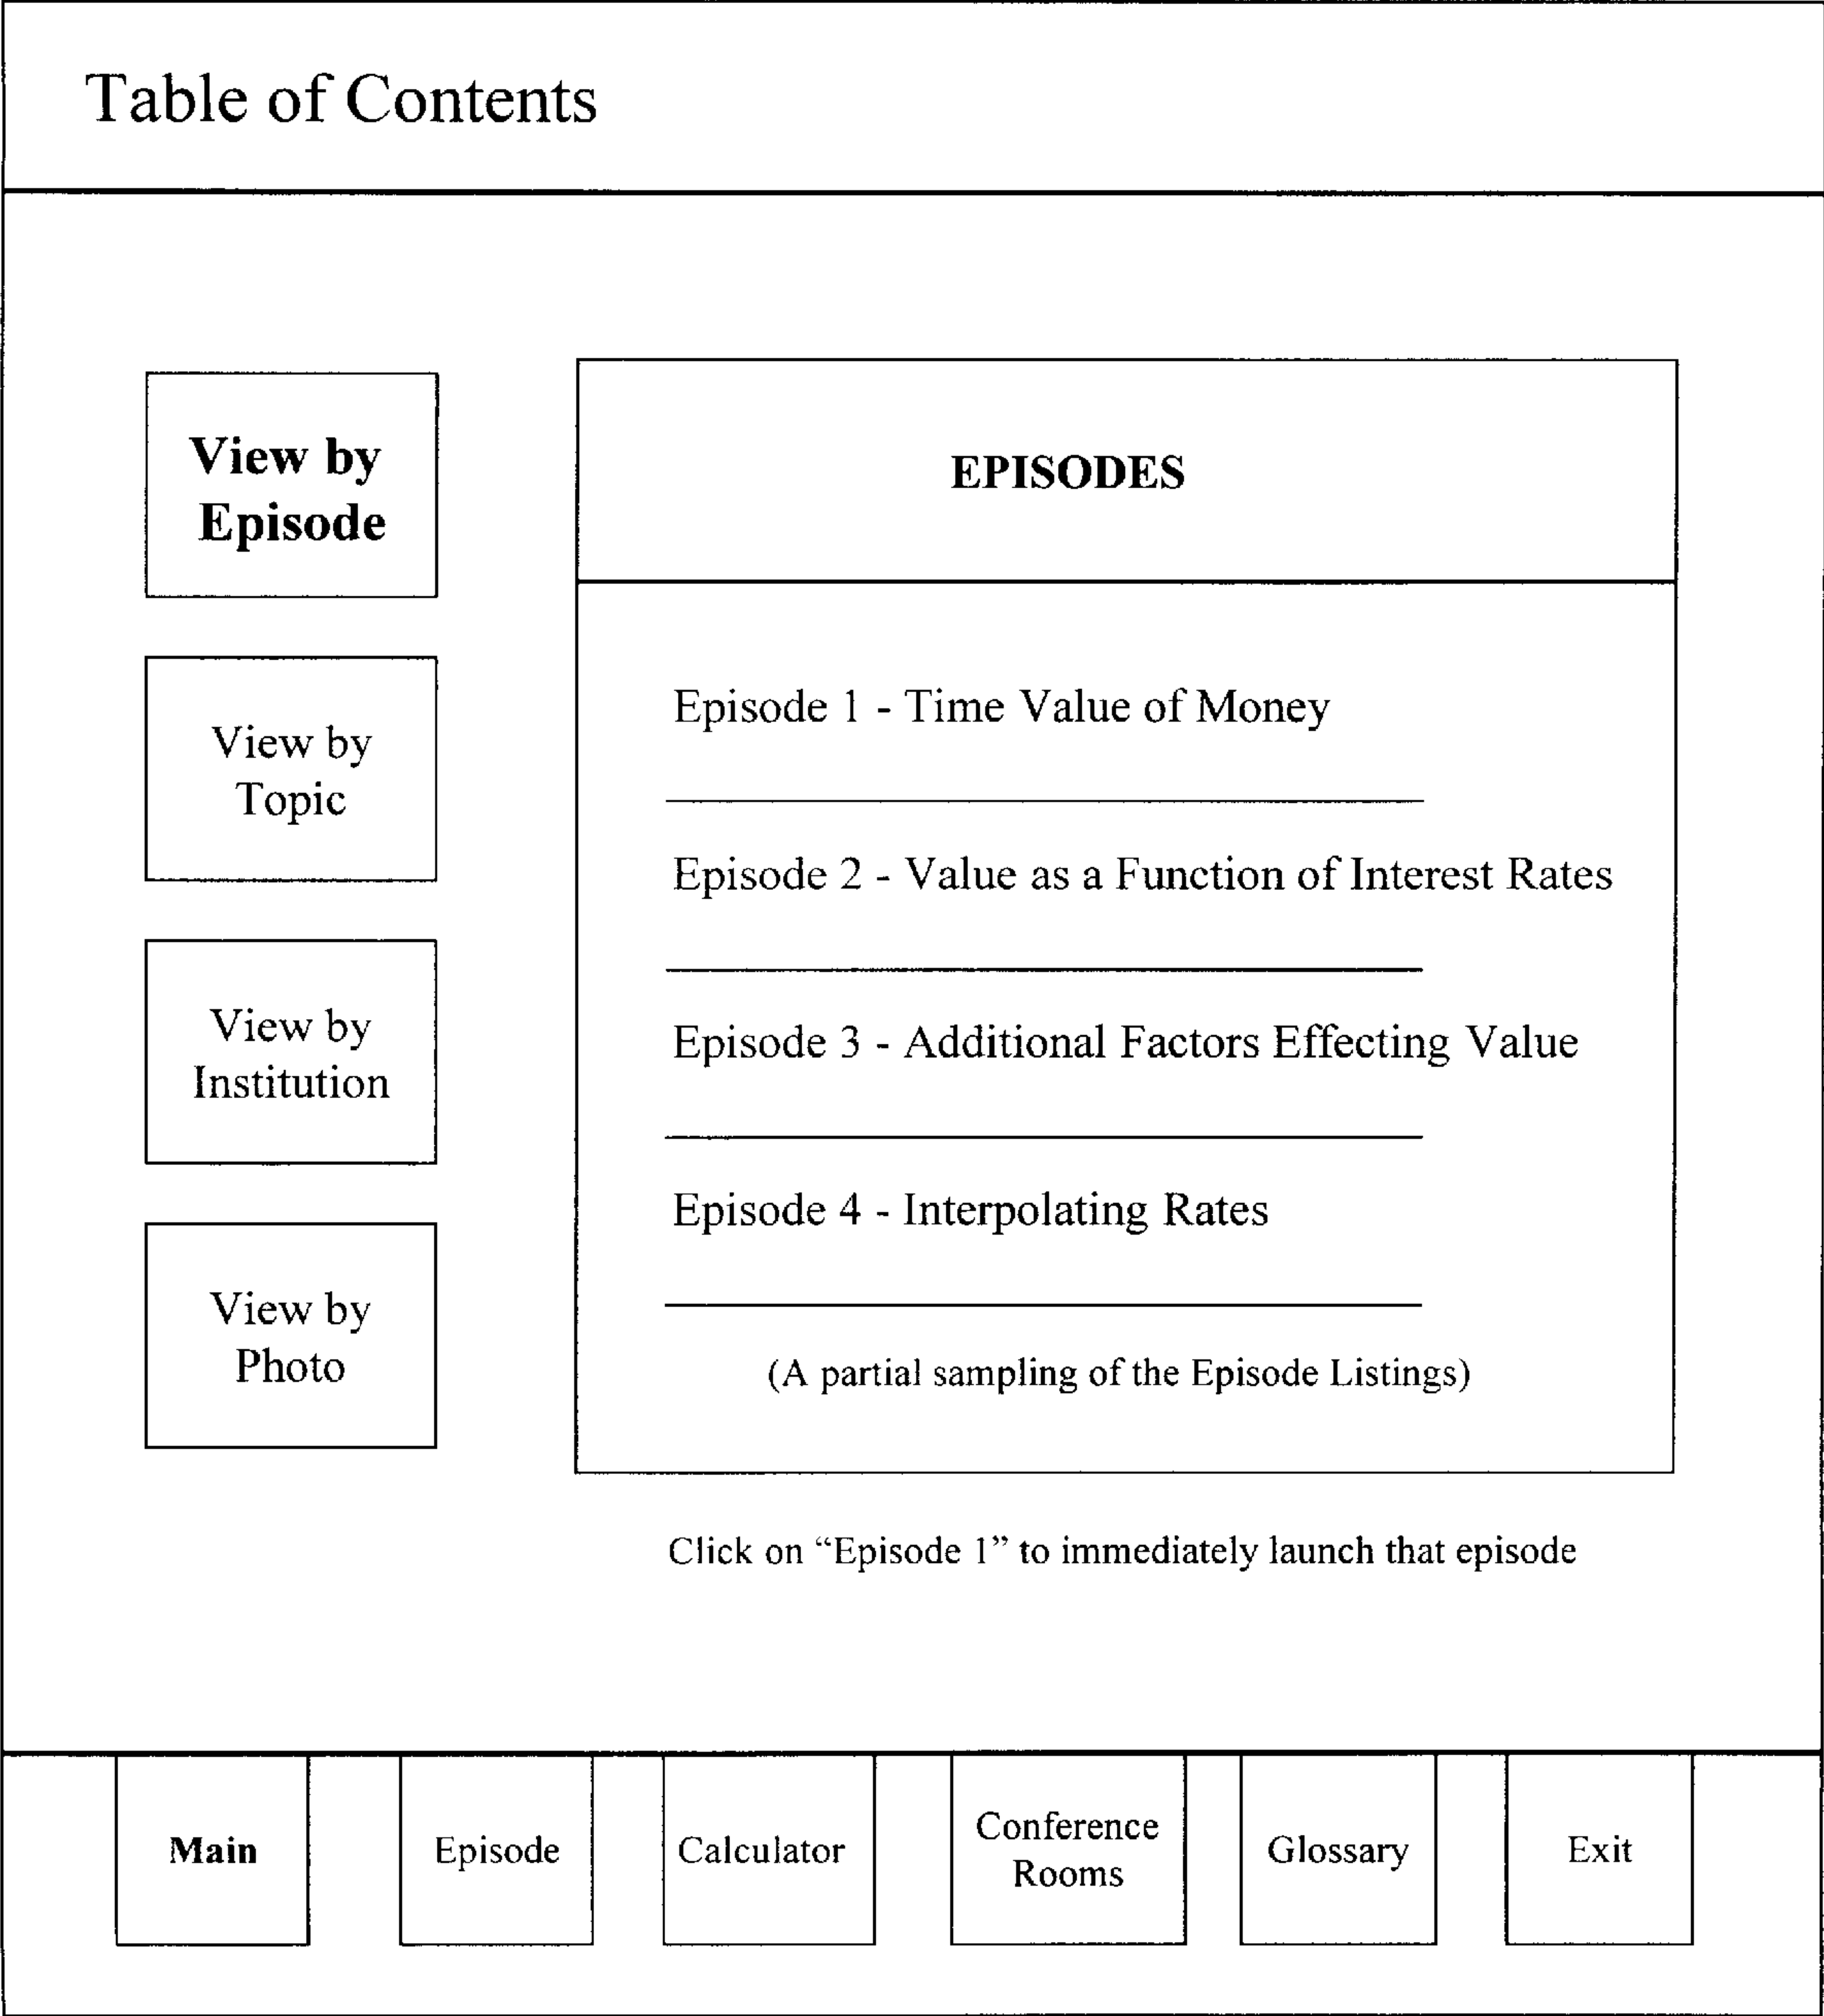 Table of Contents
View by
Episode
View by
Topic
View by
Institution
View by
Photo
EPISODES
Episode 1 - Time Value of Money
Episode 2 - Value as a Function of Interest Rates
Episode 3 - Additional Factors Effecting Value
Episode 4 - Interpolating Rates
(A partial sampling of the Episode Listings)
Click on “Episode 1” to immediately launch that episode
Main
Episode
Calculator
Conference
Rooms
Glossary
Exit